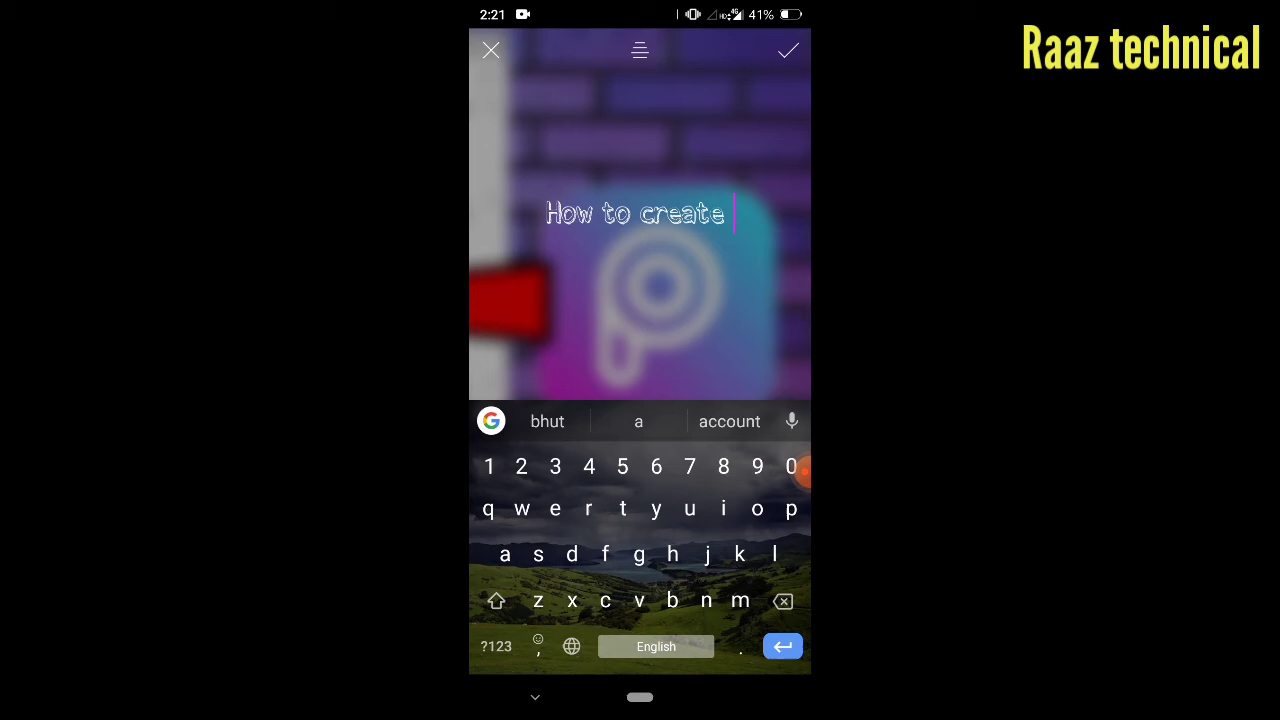 2:21 4G 41%
Raaz technical
How to create
bhut a account
1 2 3 4 5 6 7 8 9 0
q w e r t y u i o p
a s d f g h j k l
z x c v b n m
?123 , English .